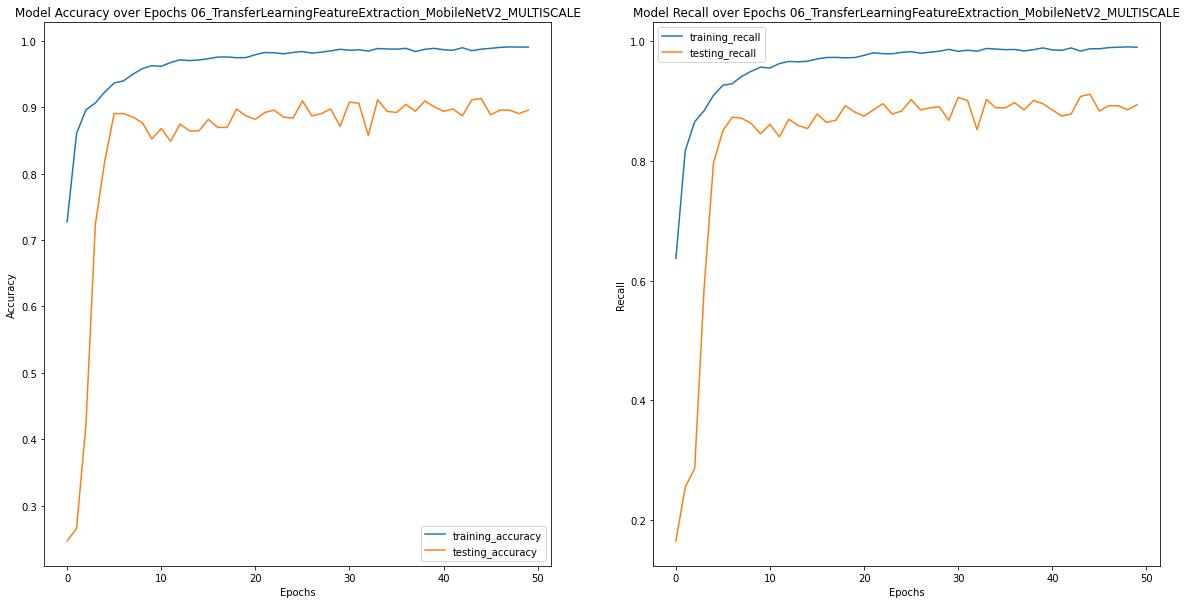 Model Accuracy over Epochs 06_TransferLearningFeatureExtraction_MobileNetV2_MULTISCALE
1.0
0.9
0.8
0.7
0.6
0.5
0.4
0.3
Accuracy
0
10
20
30
40
50
Epochs
training_accuracy
testing_accuracy
Model Recall over Epochs 06_TransferLearningFeatureExtraction_MobileNetV2_MULTISCALE
training_recall
testing_recall
1.0
0.8
0.6
0.4
0.2
Recall
0
10
20
30
40
50
Epochs